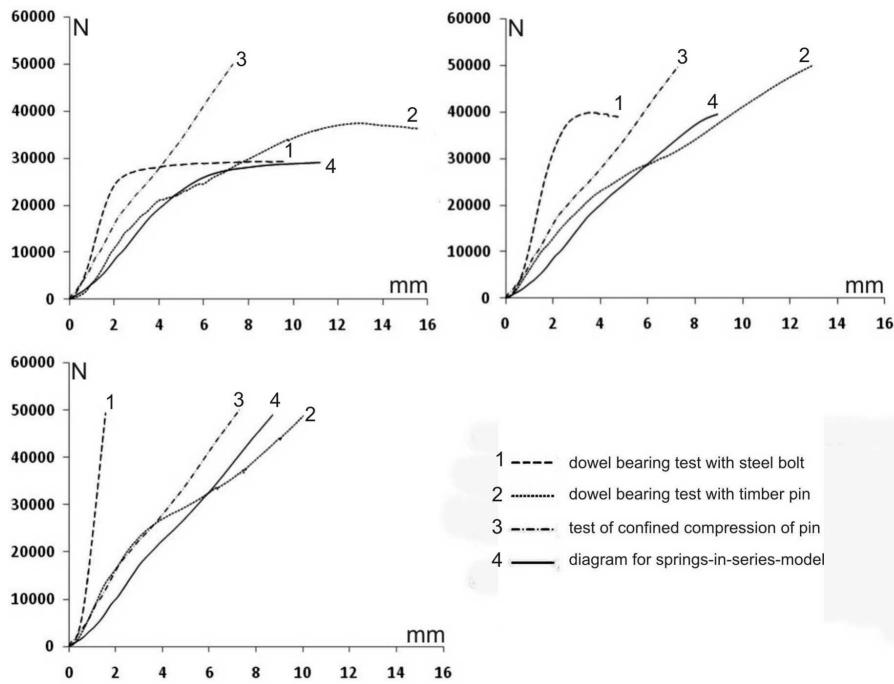 60000
N
50000
40000
30000
20000
10000
0
3
2
1
4
mm
0 2 4 6 8 10 12 14 16
60000
N
50000
40000
30000
20000
10000
0
1
3
2
4
mm
0 2 4 6 8 10 12 14 16
60000
N
50000
40000
30000
20000
10000
0
1
3
4
2
mm
0 2 4 6 8 10 12 14 16
1 dowel bearing test with steel bolt
2 dowel bearing test with timber pin
3 test of confined compression of pin
4 diagram for springs-in-series-model